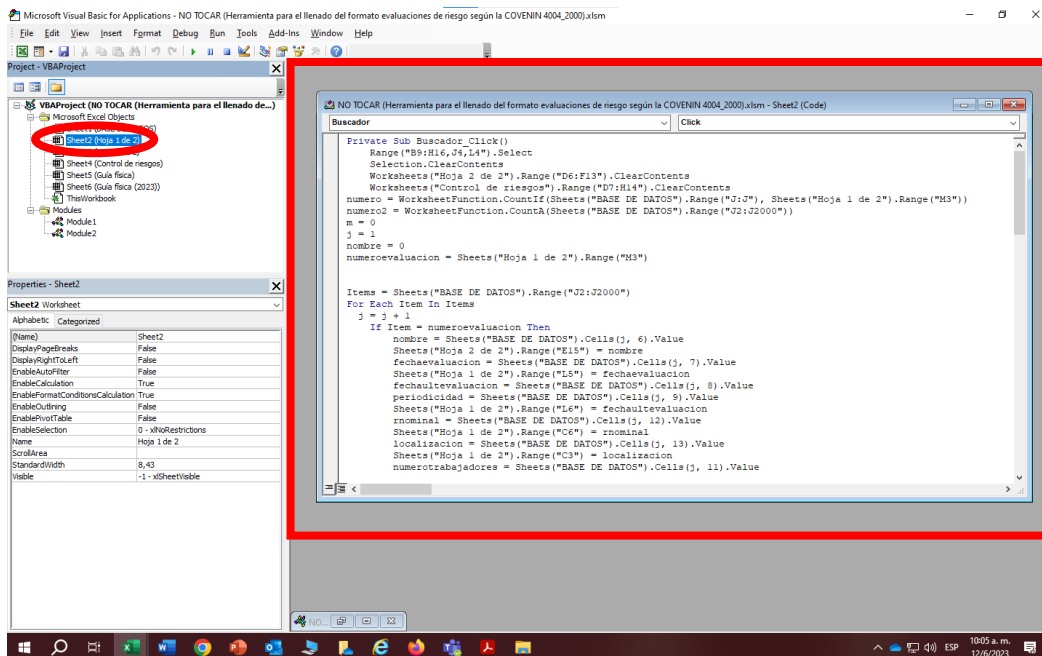 Microsoft Visual Basic for Applications - NO TOCAR (Herramienta para el llenado del formato evaluaciones de riesgo según la COVENIN 4004_2000).xlsm
File Edit View Insert Format Debug Run Tools Add-Ins Window Help
Project - VBAProject
VBAProject (NO TOCAR (Herramienta para el llenado de...)
Microsoft Excel Objects
Sheet2 (Hoja 1 de 2)
Sheet4 (Control de riesgos)
Sheet5 (Guía física)
Sheet6 (Guía física (2023))
ThisWorkbook
Modules
Module1
Module2
Properties - Sheet2
Sheet2 Worksheet
Alphabetic Categorized
(Name) Sheet2
DisplayPageBreaks False
DisplayRightToLeft False
EnableAutoFilter False
EnableCalculation True
EnableFormatConditionsCalculation True
EnableOutlining False
EnablePivotTable False
EnableSelection 0 - xlNoRestrictions
Name Hoja 1 de 2
ScrollArea
StandardWidth 8,43
Visible -1 - xlSheetVisible
NO TOCAR (Herramienta para el llenado del formato evaluaciones de riesgo según la COVENIN 4004_2000).xlsm - Sheet2 (Code)
Buscador Click
Private Sub Buscador_Click()
Range("B9:H16,J4,L4").Select
Selection.ClearContents
Worksheets("Hoja 2 de 2").Range("D6:F13").ClearContents
Worksheets("Control de riesgos").Range("D7:H14").ClearContents
numero = WorksheetFunction.CountIf(Sheets("BASE DE DATOS").Range("J:J"), Sheets("Hoja 1 de 2").Range("M3"))
numero2 = WorksheetFunction.CountA(Sheets("BASE DE DATOS").Range("J2:J2000"))
m = 0
j = 1
nombre = 0
numeroevaluacion = Sheets("Hoja 1 de 2").Range("M3")
Items = Sheets("BASE DE DATOS").Range("J2:J2000")
For Each Item In Items
j = j + 1
If Item = numeroevaluacion Then
nombre = Sheets("BASE DE DATOS").Cells(j, 6).Value
Sheets("Hoja 2 de 2").Range("E15") = nombre
fechaevaluacion = Sheets("BASE DE DATOS").Cells(j, 7).Value
Sheets("Hoja 1 de 2").Range("L5") = fechaevaluacion
fechaultevaluacion = Sheets("BASE DE DATOS").Cells(j, 8).Value
periodicidad = Sheets("BASE DE DATOS").Cells(j, 9).Value
Sheets("Hoja 1 de 2").Range("L6") = fechaultevaluacion
rnominal = Sheets("BASE DE DATOS").Cells(j, 12).Value
Sheets("Hoja 1 de 2").Range("C6") = rnominal
localizacion = Sheets("BASE DE DATOS").Cells(j, 13).Value
Sheets("Hoja 1 de 2").Range("C3") = localizacion
numerotrabajadores = Sheets("BASE DE DATOS").Cells(j, 11).Value
NO...
ESP
10:05 a. m.
12/6/2023